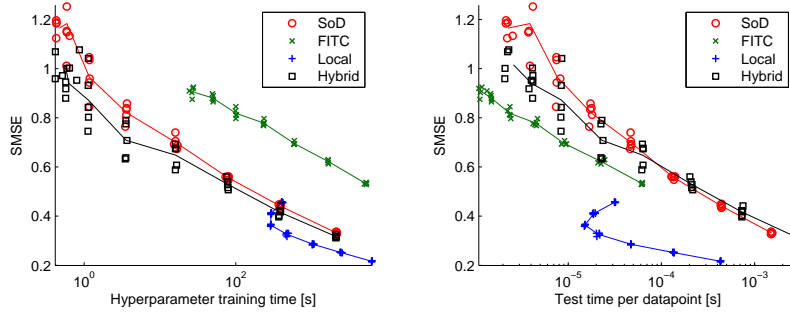 1.2
1
0.8
0.6
0.4
0.2
SMSE
10^0
10^2
Hyperparameter training time [s]
SoD
FITC
Local
Hybrid
1.2
1
0.8
0.6
0.4
0.2
SMSE
10^-5
10^-4
10^-3
Test time per datapoint [s]
SoD
FITC
Local
Hybrid